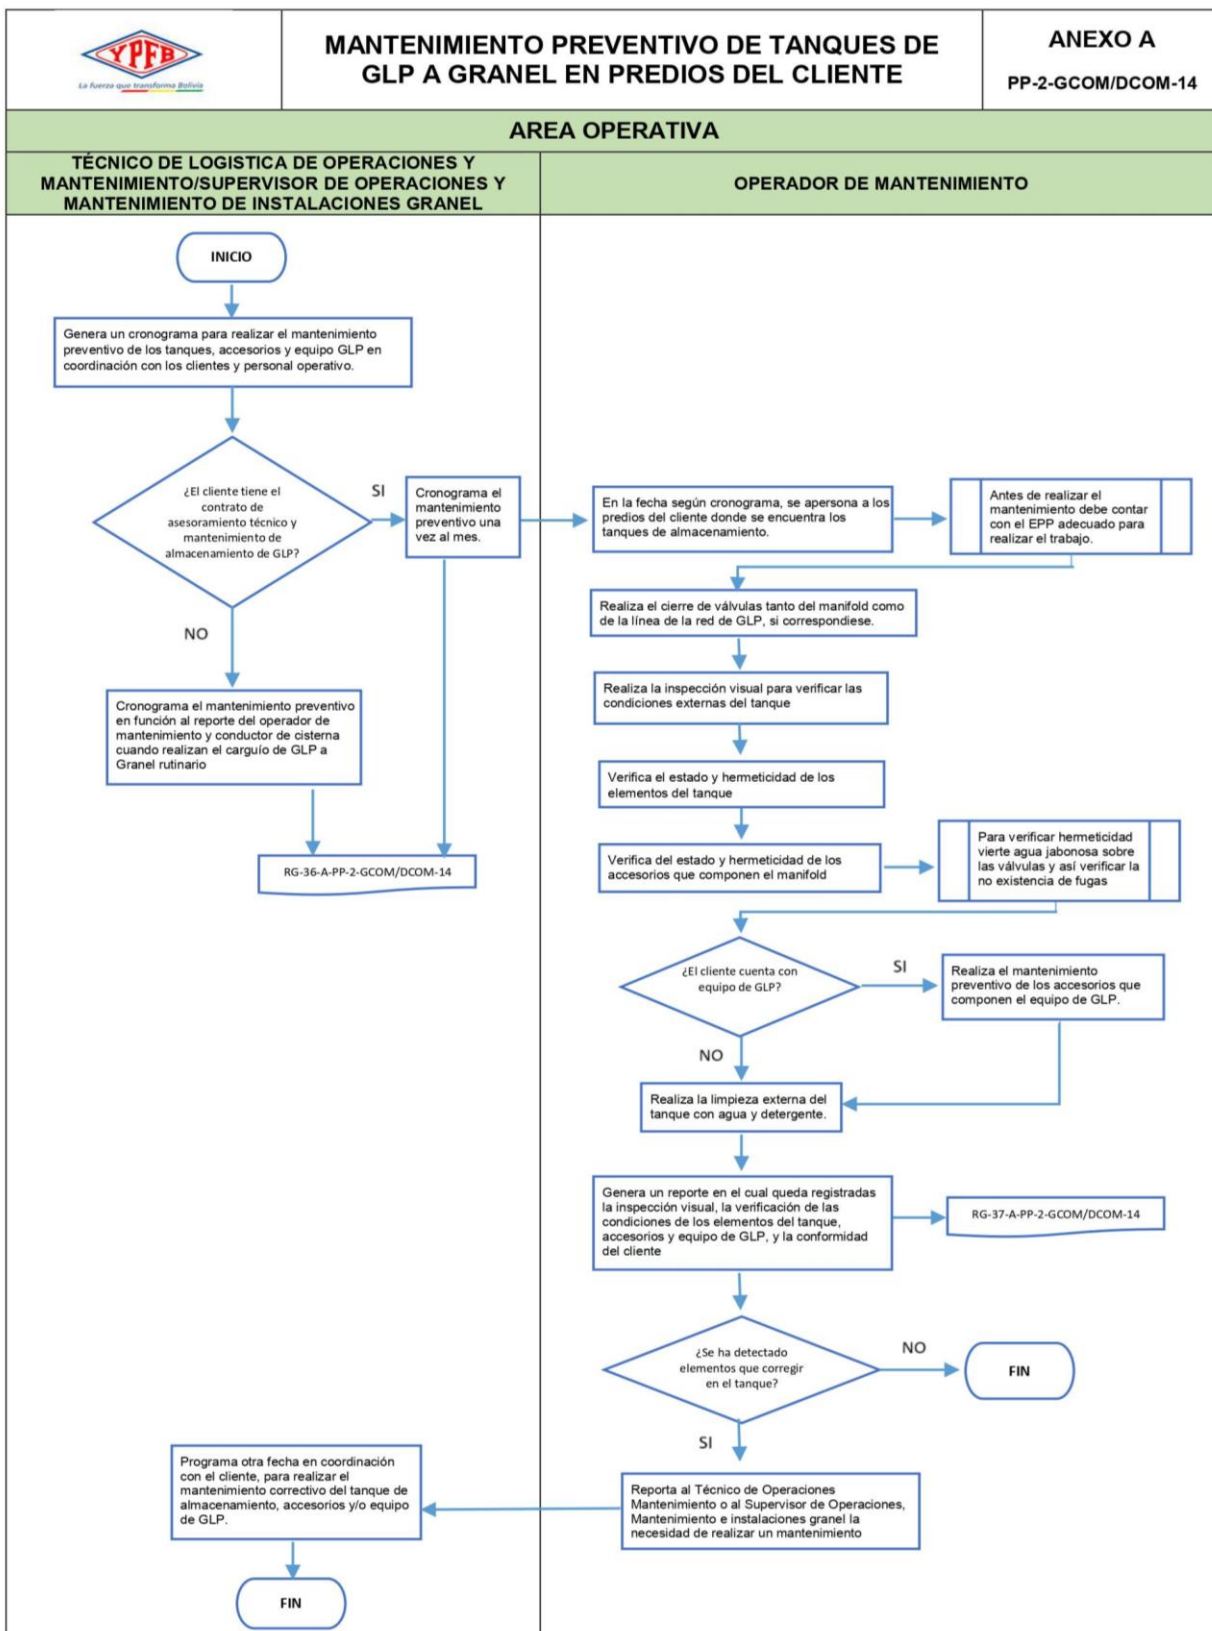 YPFB
La fuerza que transforma Bolivia
MANTENIMIENTO PREVENTIVO DE TANQUES DE
GLP A GRANEL EN PREDIOS DEL CLIENTE
ANEXO A
PP-2-GCOM/DCOM-14
AREA OPERATIVA
TÉCNICO DE LOGISTICA DE OPERACIONES Y
MANTENIMIENTO/SUPERVISOR DE OPERACIONES Y
MANTENIMIENTO DE INSTALACIONES GRANEL
OPERADOR DE MANTENIMIENTO
INICIO
Genera un cronograma para realizar el mantenimiento
preventivo de los tanques, accesorios y equipo GLP en
coordinación con los clientes y personal operativo.
¿El cliente tiene el
contrato de
asesoramiento técnico y
mantenimiento de
almacenamiento de GLP?
SI
Cronograma el
mantenimiento
preventivo una
vez al mes.
NO
Cronograma el mantenimiento preventivo
en función al reporte del operador de
mantenimiento y conductor de cisterna
cuando realizan el carguío de GLP a
Granel rutinario
RG-36-A-PP-2-GCOM/DCOM-14
En la fecha según cronograma, se apersona a los
predios del cliente donde se encuentra los
tanques de almacenamiento.
Antes de realizar el
mantenimiento debe contar
con el EPP adecuado para
realizar el trabajo.
Realiza el cierre de válvulas tanto del manifold como
de la línea de la red de GLP, si correspondiese.
Realiza la inspección visual para verificar las
condiciones externas del tanque
Verifica el estado y hermeticidad de los
elementos del tanque
Verifica del estado y hermeticidad de los
accesorios que componen el manifold
Para verificar hermeticidad
vierte agua jabonosa sobre
las válvulas y así verificar la
no existencia de fugas
¿El cliente cuenta con
equipo de GLP?
SI
Realiza el mantenimiento
preventivo de los accesorios que
componen el equipo de GLP.
NO
Realiza la limpieza externa del
tanque con agua y detergente.
Genera un reporte en el cual queda registradas
la inspección visual, la verificación de las
condiciones de los elementos del tanque,
accesorios y equipo de GLP, y la conformidad
del cliente
RG-37-A-PP-2-GCOM/DCOM-14
¿Se ha detectado
elementos que corregir
en el tanque?
NO
FIN
SI
Reporta al Técnico de Operaciones
Mantenimiento o al Supervisor de Operaciones,
Mantenimiento e instalaciones granel la
necesidad de realizar un mantenimiento
Programa otra fecha en coordinación
con el cliente, para realizar el
mantenimiento correctivo del tanque de
almacenamiento, accesorios y/o equipo
de GLP.
FIN